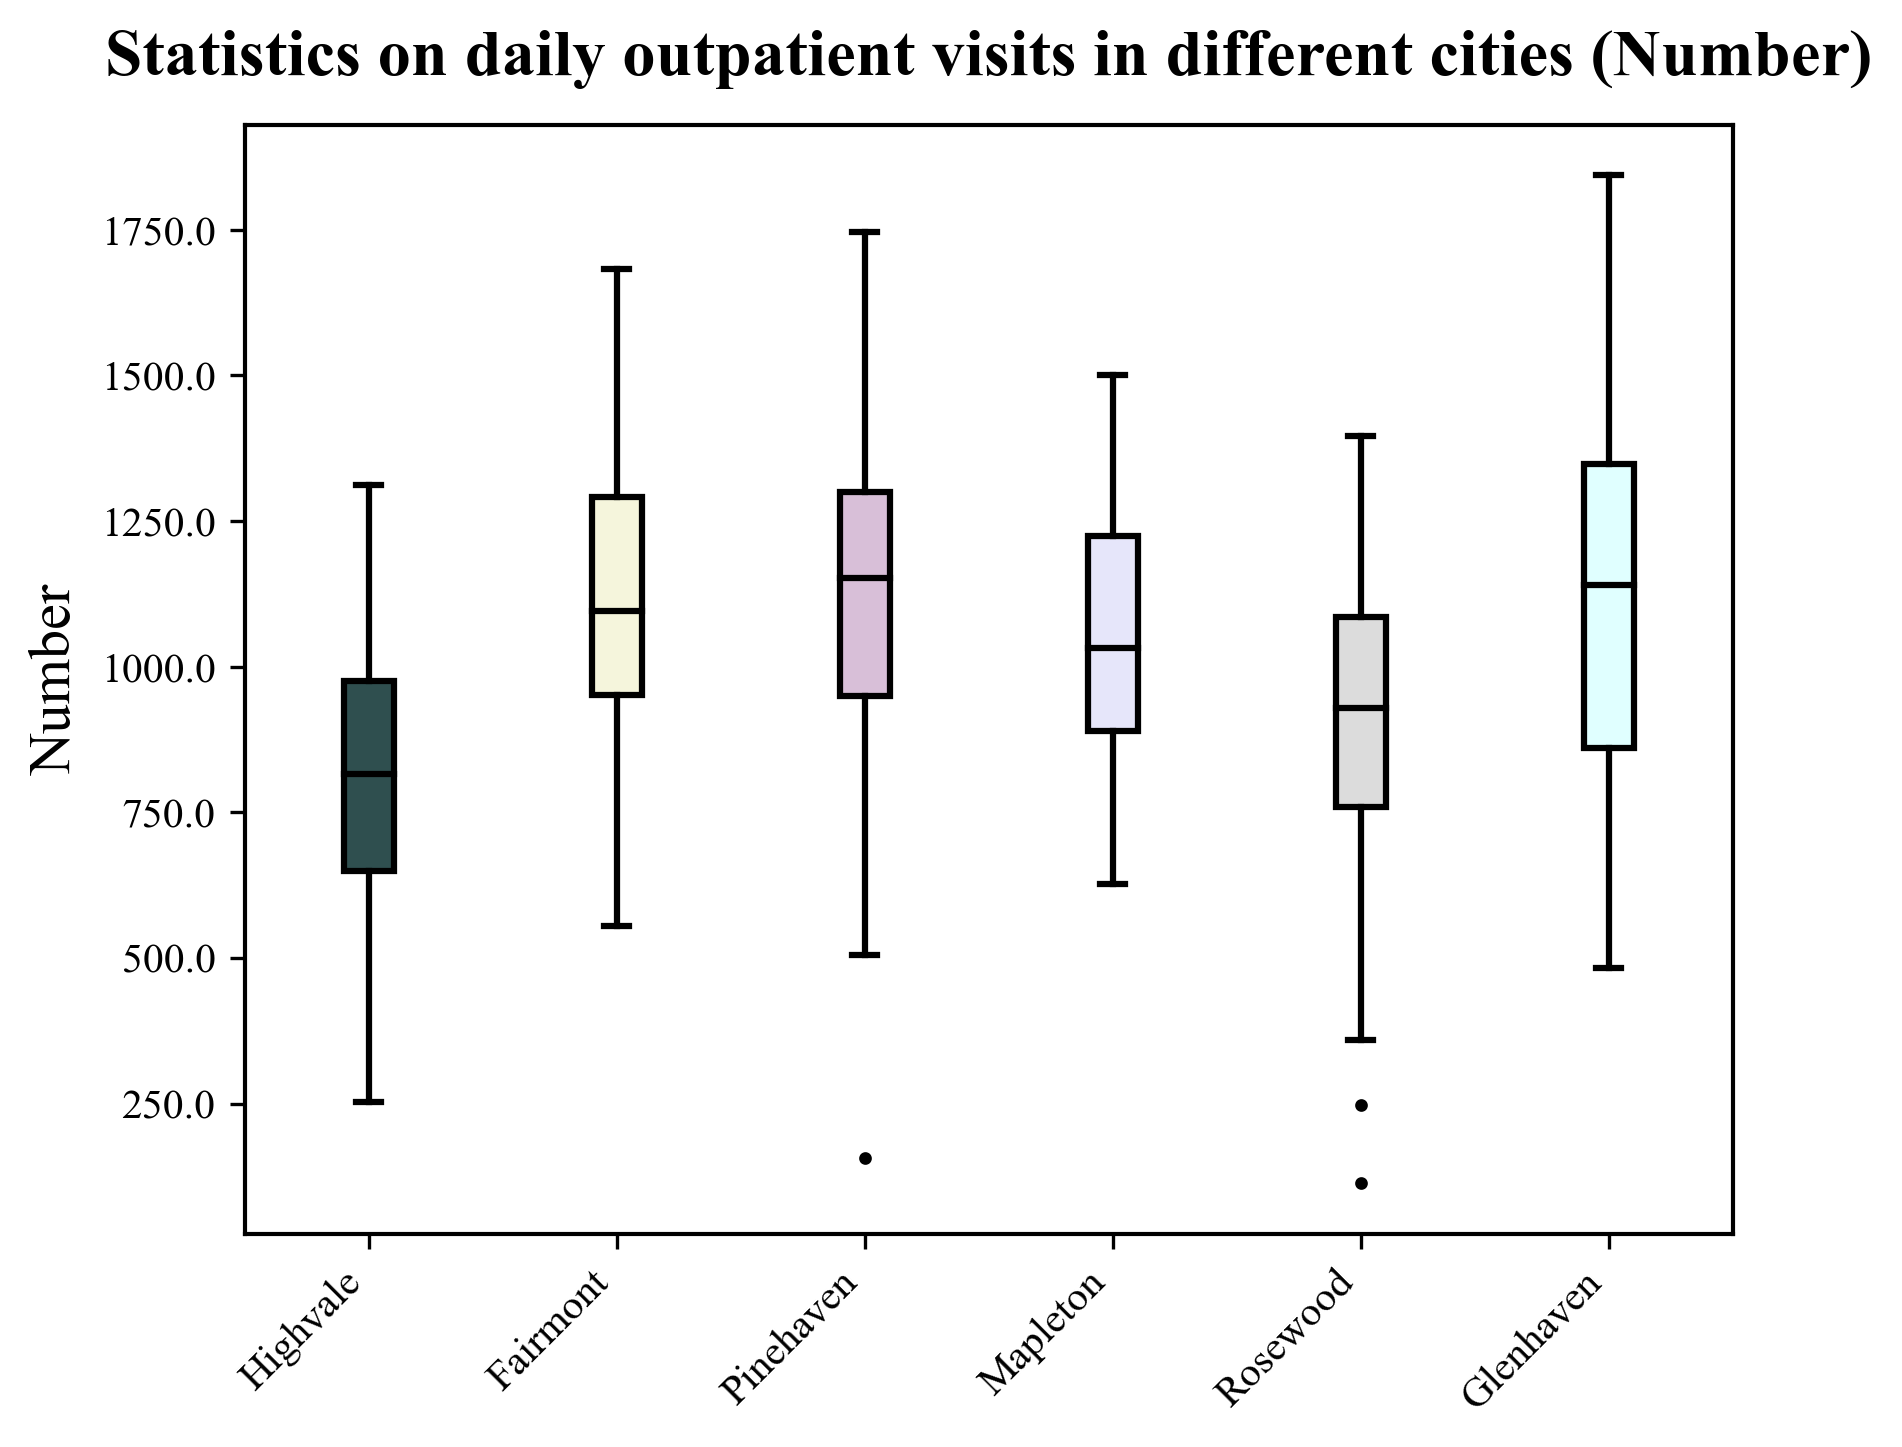 Statistics on daily outpatient visits in different cities (Number)
Number
1750.0
1500.0
1250.0
1000.0
750.0
500.0
250.0
Highvale
Fairmont
Pinehaven
Mapleton
Rosewood
Glenhaven